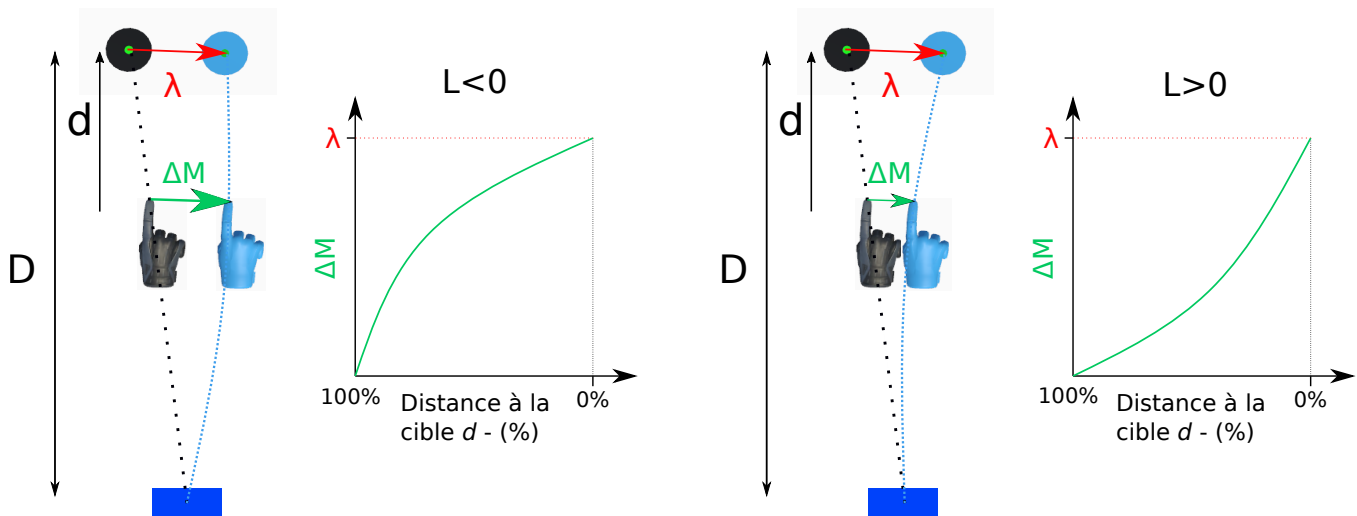 λ
d
ΔM
D
L<0
λ
ΔM
100%
0%
Distance à la
cible d - (%)
λ
d
ΔM
D
L>0
λ
ΔM
100%
0%
Distance à la
cible d - (%)